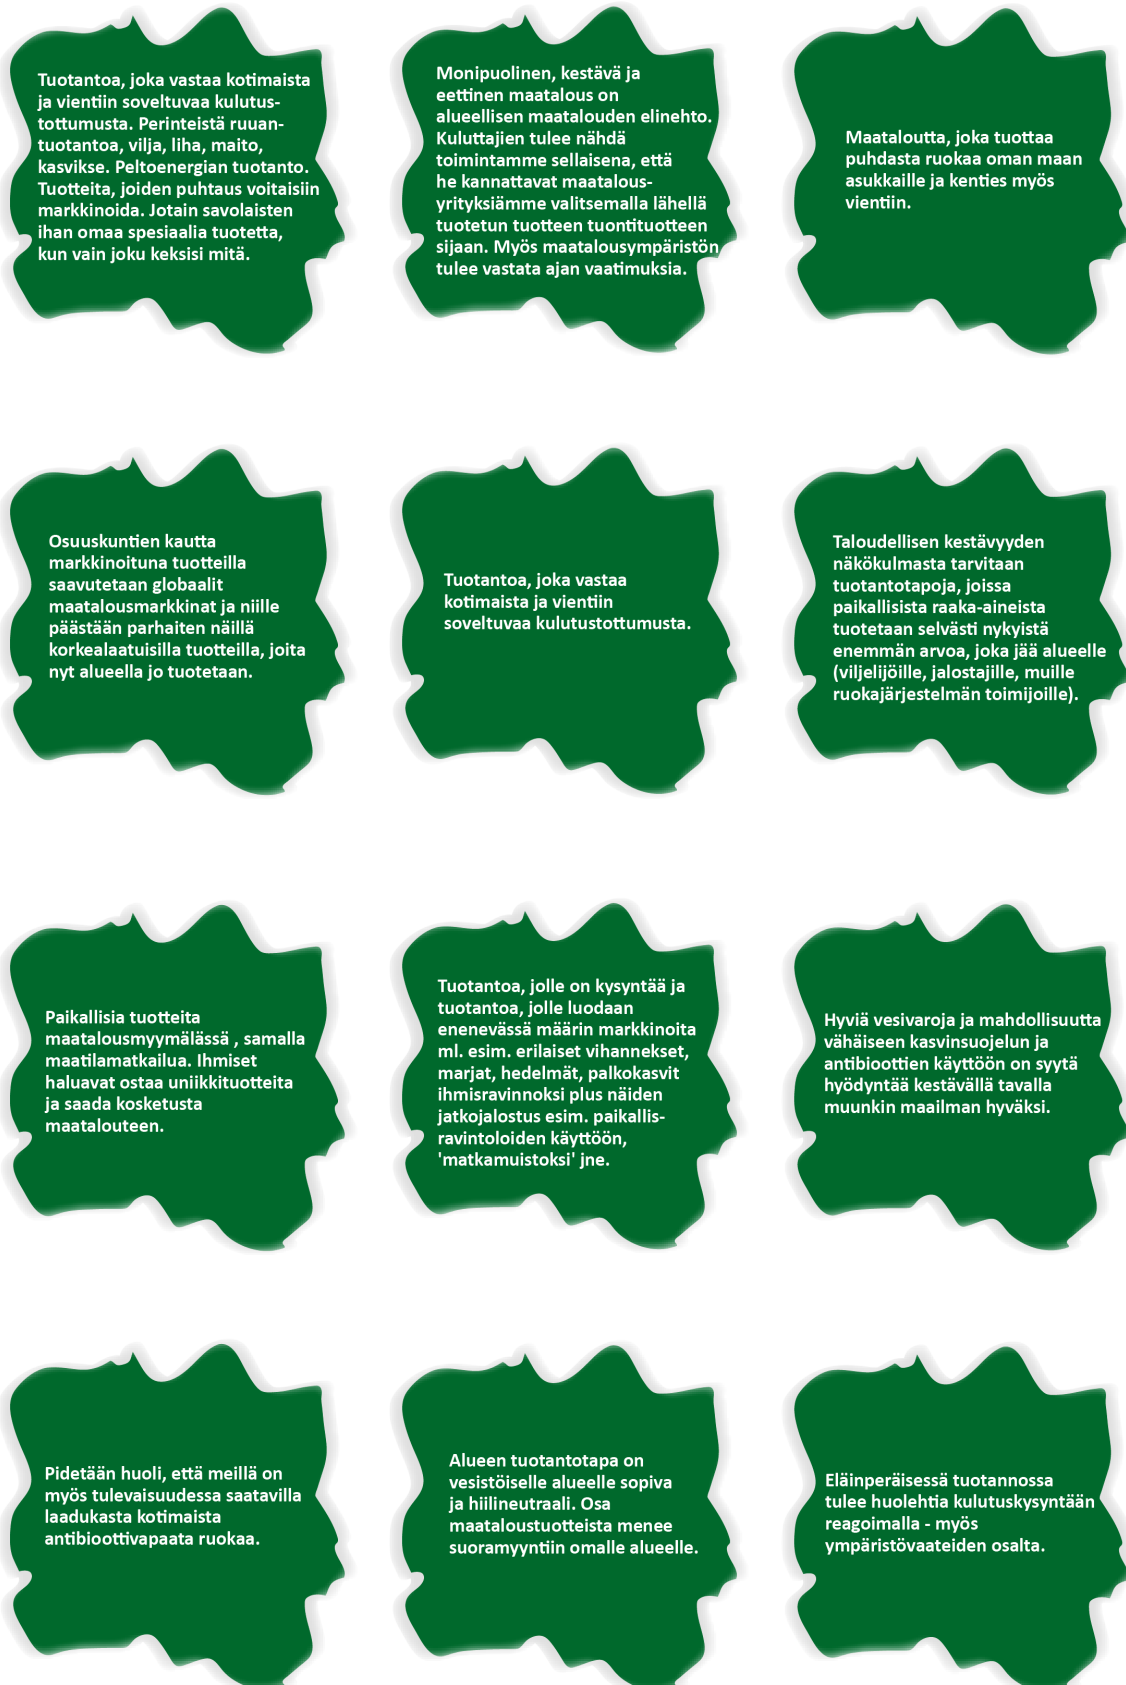 Tuotantoa, joka vastaa kotimaista
ja vientiin soveltuvaa kulutus-
tottumusta. Perinteistä ruuan-
tuotantoa, vilja, liha, maito,
kasvikse. Peltoenergian tuotanto.
Tuotteita, joiden puhtaus voitaisiin
markkinoida. Jotain savolaisten
ihan omaa spesiaalia tuotetta,
kun vain joku keksisi mitä.
Monipuolinen, kestävä ja
eettinen maatalous on
alueellisen maatalouden elinehto.
Kuluttajien tulee nähdä
toimintamme sellaisena, että
he kannattavat maatalous-
yrityksiämme valitsemalla lähellä
tuotetun tuotteen tuontituotteen
sijaan. Myös maatalousympäristön
tulee vastata ajan vaatimuksia.
Maataloutta, joka tuottaa
puhdasta ruokaa oman maan
asukkaille ja kenties myös
vientiin.
Osuuskuntien kautta
markkinoituna tuotteilla
saavutetaan globaalit
maatalousmarkkinat ja niille
päästään parhaiten näillä
korkealaatuisilla tuotteilla, joita
nyt alueella jo tuotetaan.
Tuotantoa, joka vastaa
kotimaista ja vientiin
soveltuvaa kulutustottumusta.
Taloudellisen kestävyyden
näkökulmasta tarvitaan
tuotantotapoja, joissa
paikallisista raaka-aineista
tuotetaan selvästi nykyistä
enemmän arvoa, joka jää alueelle
(viljelijöille, jalostajille, muille
ruokajärjestelmän toimijoille).
Paikallisia tuotteita
maatalousmyymälässä , samalla
maatilamatkailua. Ihmiset
haluavat ostaa uniikkituotteita
ja saada kosketusta
maatalouteen.
Tuotantoa, jolle on kysyntää ja
tuotantoa, jolle luodaan
enenevässä määrin markkinoita
ml. esim. erilaiset vihannekset,
marjat, hedelmät, palkokasvit
ihmisravinnoksi plus näiden
jatkojalostus esim. paikallis-
ravintoloiden käyttöön,
'matkamuistoksi' jne.
Hyviä vesivaroja ja mahdollisuutta
vähäiseen kasvinsuojelun ja
antibioottien käyttöön on syytä
hyödyntää kestävällä tavalla
muunkin maailman hyväksi.
Pidetään huoli, että meillä on
myös tulevaisuudessa saatavilla
laadukasta kotimaista
antibioottivapaata ruokaa.
Alueen tuotantotapa on
vesistöiselle alueelle sopiva
ja hiilineutraali. Osa
maataloustuotteista menee
suoramyyntiin omalle alueelle.
Eläinperäisessä tuotannossa
tulee huolehtia kulutuskysyntään
reagoimalla - myös
ympäristövaateiden osalta.